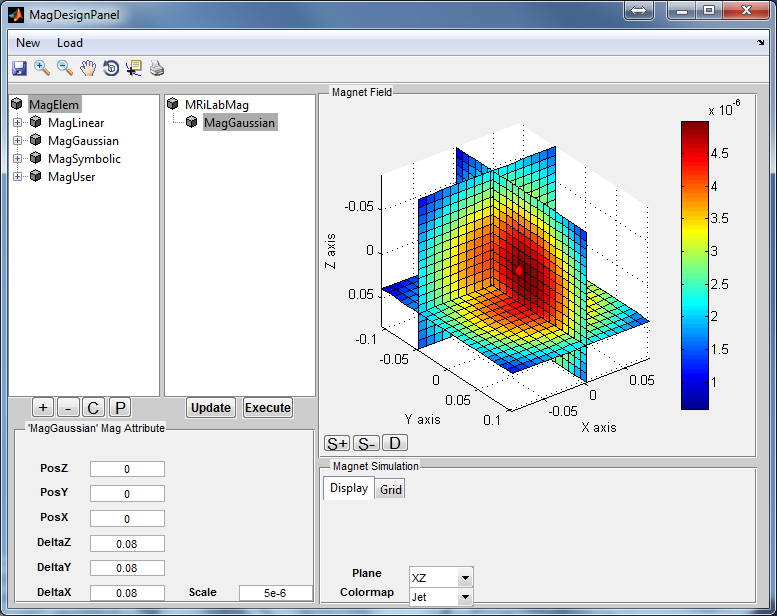 MagDesignPanel
New Load
MagElem
MagLinear
MagGaussian
MagSymbolic
MagUser
MRiLabMag
MagGaussian
+ - C P
Update Execute
'MagGaussian' Mag Attribute
PosZ 0
PosY 0
PosX 0
DeltaZ 0.08
DeltaY 0.08
DeltaX 0.08 Scale 5e-6
Magnet Field
x 10-6
4.5
4
3.5
3
2.5
2
1.5
1
Z axis
-0.05
0
0.05
-0.1
-0.05
0
0.05
0.1
Y axis
-0.05
0
0.05
X axis
S+ S- D
Magnet Simulation
Display Grid
Plane XZ
Colormap Jet